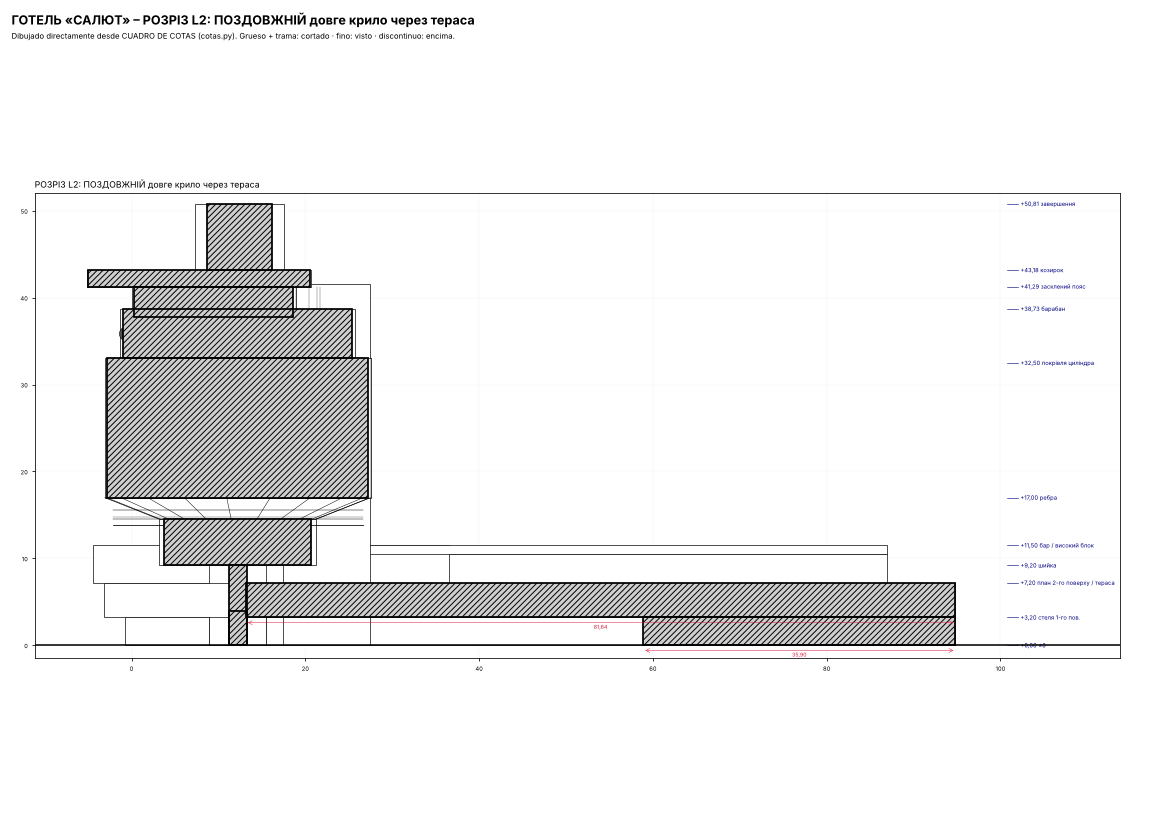 ГОТЕЛЬ «САЛЮТ» – РОЗРІЗ L2: ПОЗДОВЖНІЙ довге крило через тераса
Dibujado directamente desde CUADRO DE COTAS (cotas.py). Grueso + trama: cortado · fino: visto · discontinuo: encima.
РОЗРІЗ L2: ПОЗДОВЖНІЙ довге крило через тераса
50
+50,81 завершення
+43,18 козирок
40
+41,29 засклений пояс
+38,73 барабан
+32,50 покрівля циліндра
30
20
+17,00 ребра
+11,50 бар / високий блок
10
+9,20 шийка
+7,20 план 2-го поверху / тераса
+3,20 стеля 1-го пов.
81,64
0
35,90
0 20 40 60 80 100